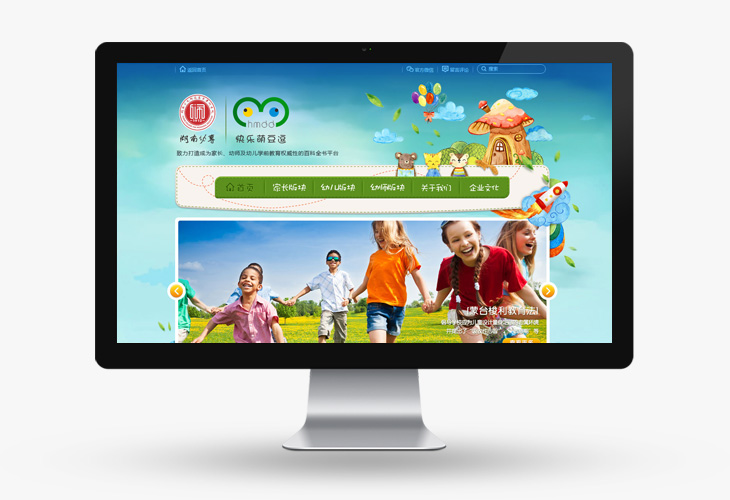 返回首页
官方微信
留言评论
搜索
湖南幼专
hmdd
快乐萌豆逗
致力打造成为家长、幼师及幼儿学前教育权威性的百科全书平台
首页
家长版块
幼儿版块
幼师版块
关于我们
企业文化
[蒙台梭利教育法]